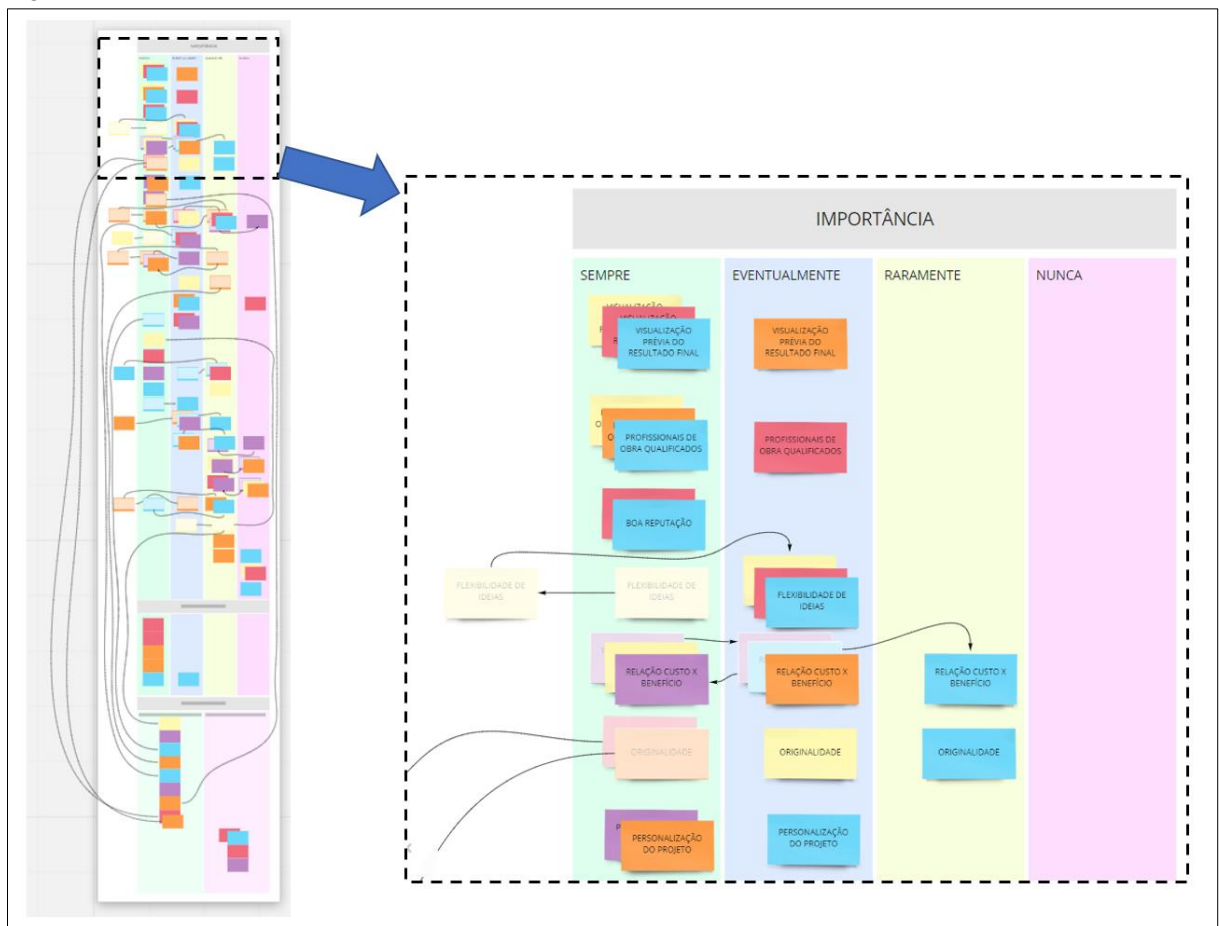 IMPORTÂNCIA
SEMPRE EVENTUALMENTE RARAMENTE NUNCA
VISUALIZAÇÃO
VISUALIZAÇÃO
VISUALIZAÇÃO
PRÉVIA DO
RESULTADO FINAL
VISUALIZAÇÃO
PRÉVIA DO
RESULTADO FINAL
PROFISSIONAIS DE
OBRA QUALIFICADOS
PROFISSIONAIS DE
OBRA QUALIFICADOS
BOA REPUTAÇÃO
FLEXIBILIDADE DE
IDEIAS
FLEXIBILIDADE DE
IDEIAS
FLEXIBILIDADE DE
IDEIAS
RELAÇÃO CUSTO X
BENEFÍCIO
RELAÇÃO CUSTO X
BENEFÍCIO
RELAÇÃO CUSTO X
BENEFÍCIO
ORIGINALIDADE
ORIGINALIDADE
ORIGINALIDADE
PERSONALIZAÇÃO
DO PROJETO
PERSONALIZAÇÃO
DO PROJETO